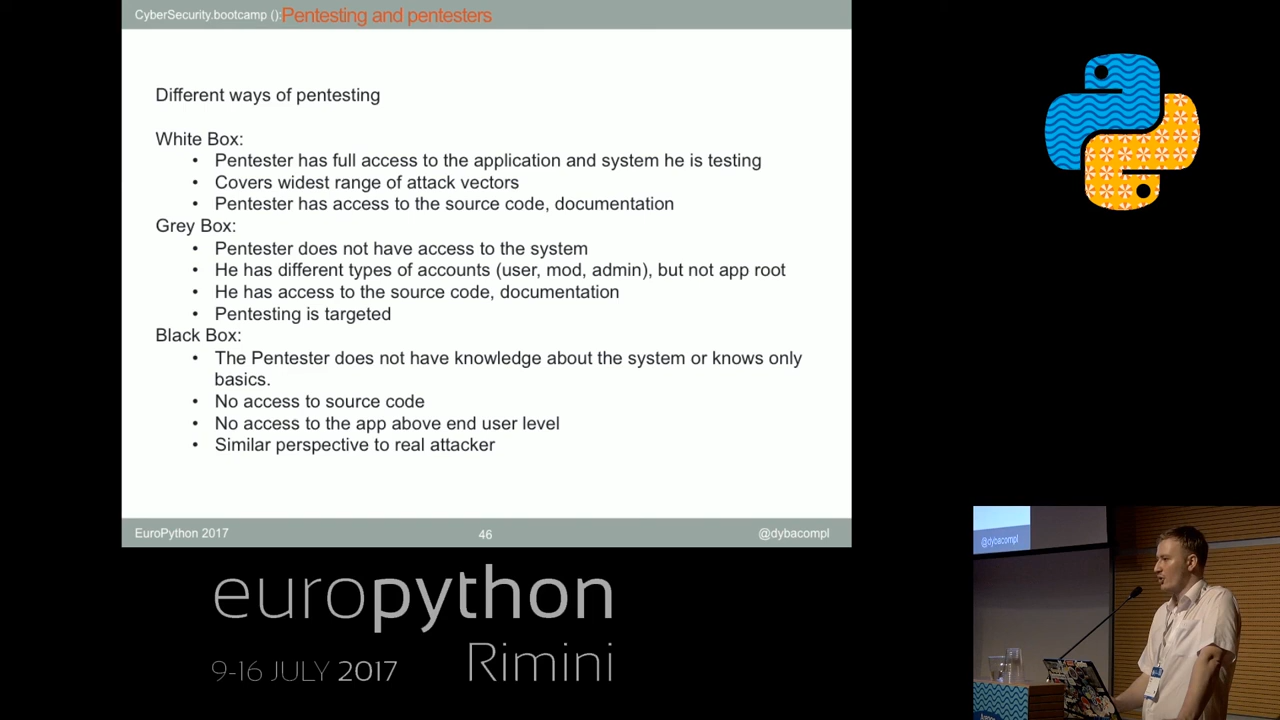 CyberSecurity.bootcamp ():Pentesting and pentesters
Different ways of pentesting
White Box:
• Pentester has full access to the application and system he is testing
• Covers widest range of attack vectors
• Pentester has access to the source code, documentation
Grey Box:
• Pentester does not have access to the system
• He has different types of accounts (user, mod, admin), but not app root
• He has access to the source code, documentation
• Pentesting is targeted
Black Box:
• The Pentester does not have knowledge about the system or knows only
basics.
• No access to source code
• No access to the app above end user level
• Similar perspective to real attacker
EuroPython 2017 46 @dybacompl
europython
9-16 JULY 2017 Rimini
@dybacompl